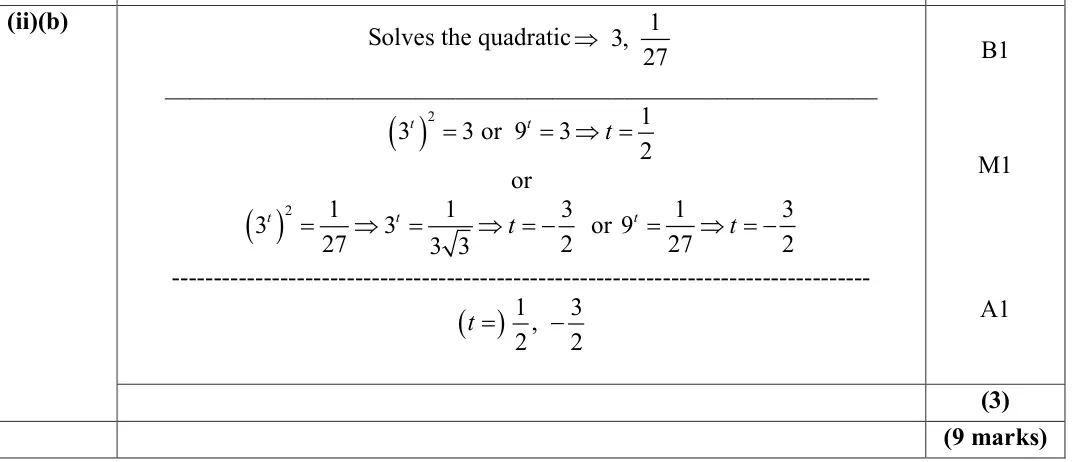 (ii)(b)
Solves the quadratic ⇒ 3, 1/27
B1
(3^t)^2 = 3 or 9^t = 3 ⇒ t = 1/2
or
M1
(3^t)^2 = 1/27 ⇒ 3^t = 1/(3√3) ⇒ t = −3/2 or 9^t = 1/27 ⇒ t = −3/2
(t =) 1/2, −3/2
A1
(3)
(9 marks)